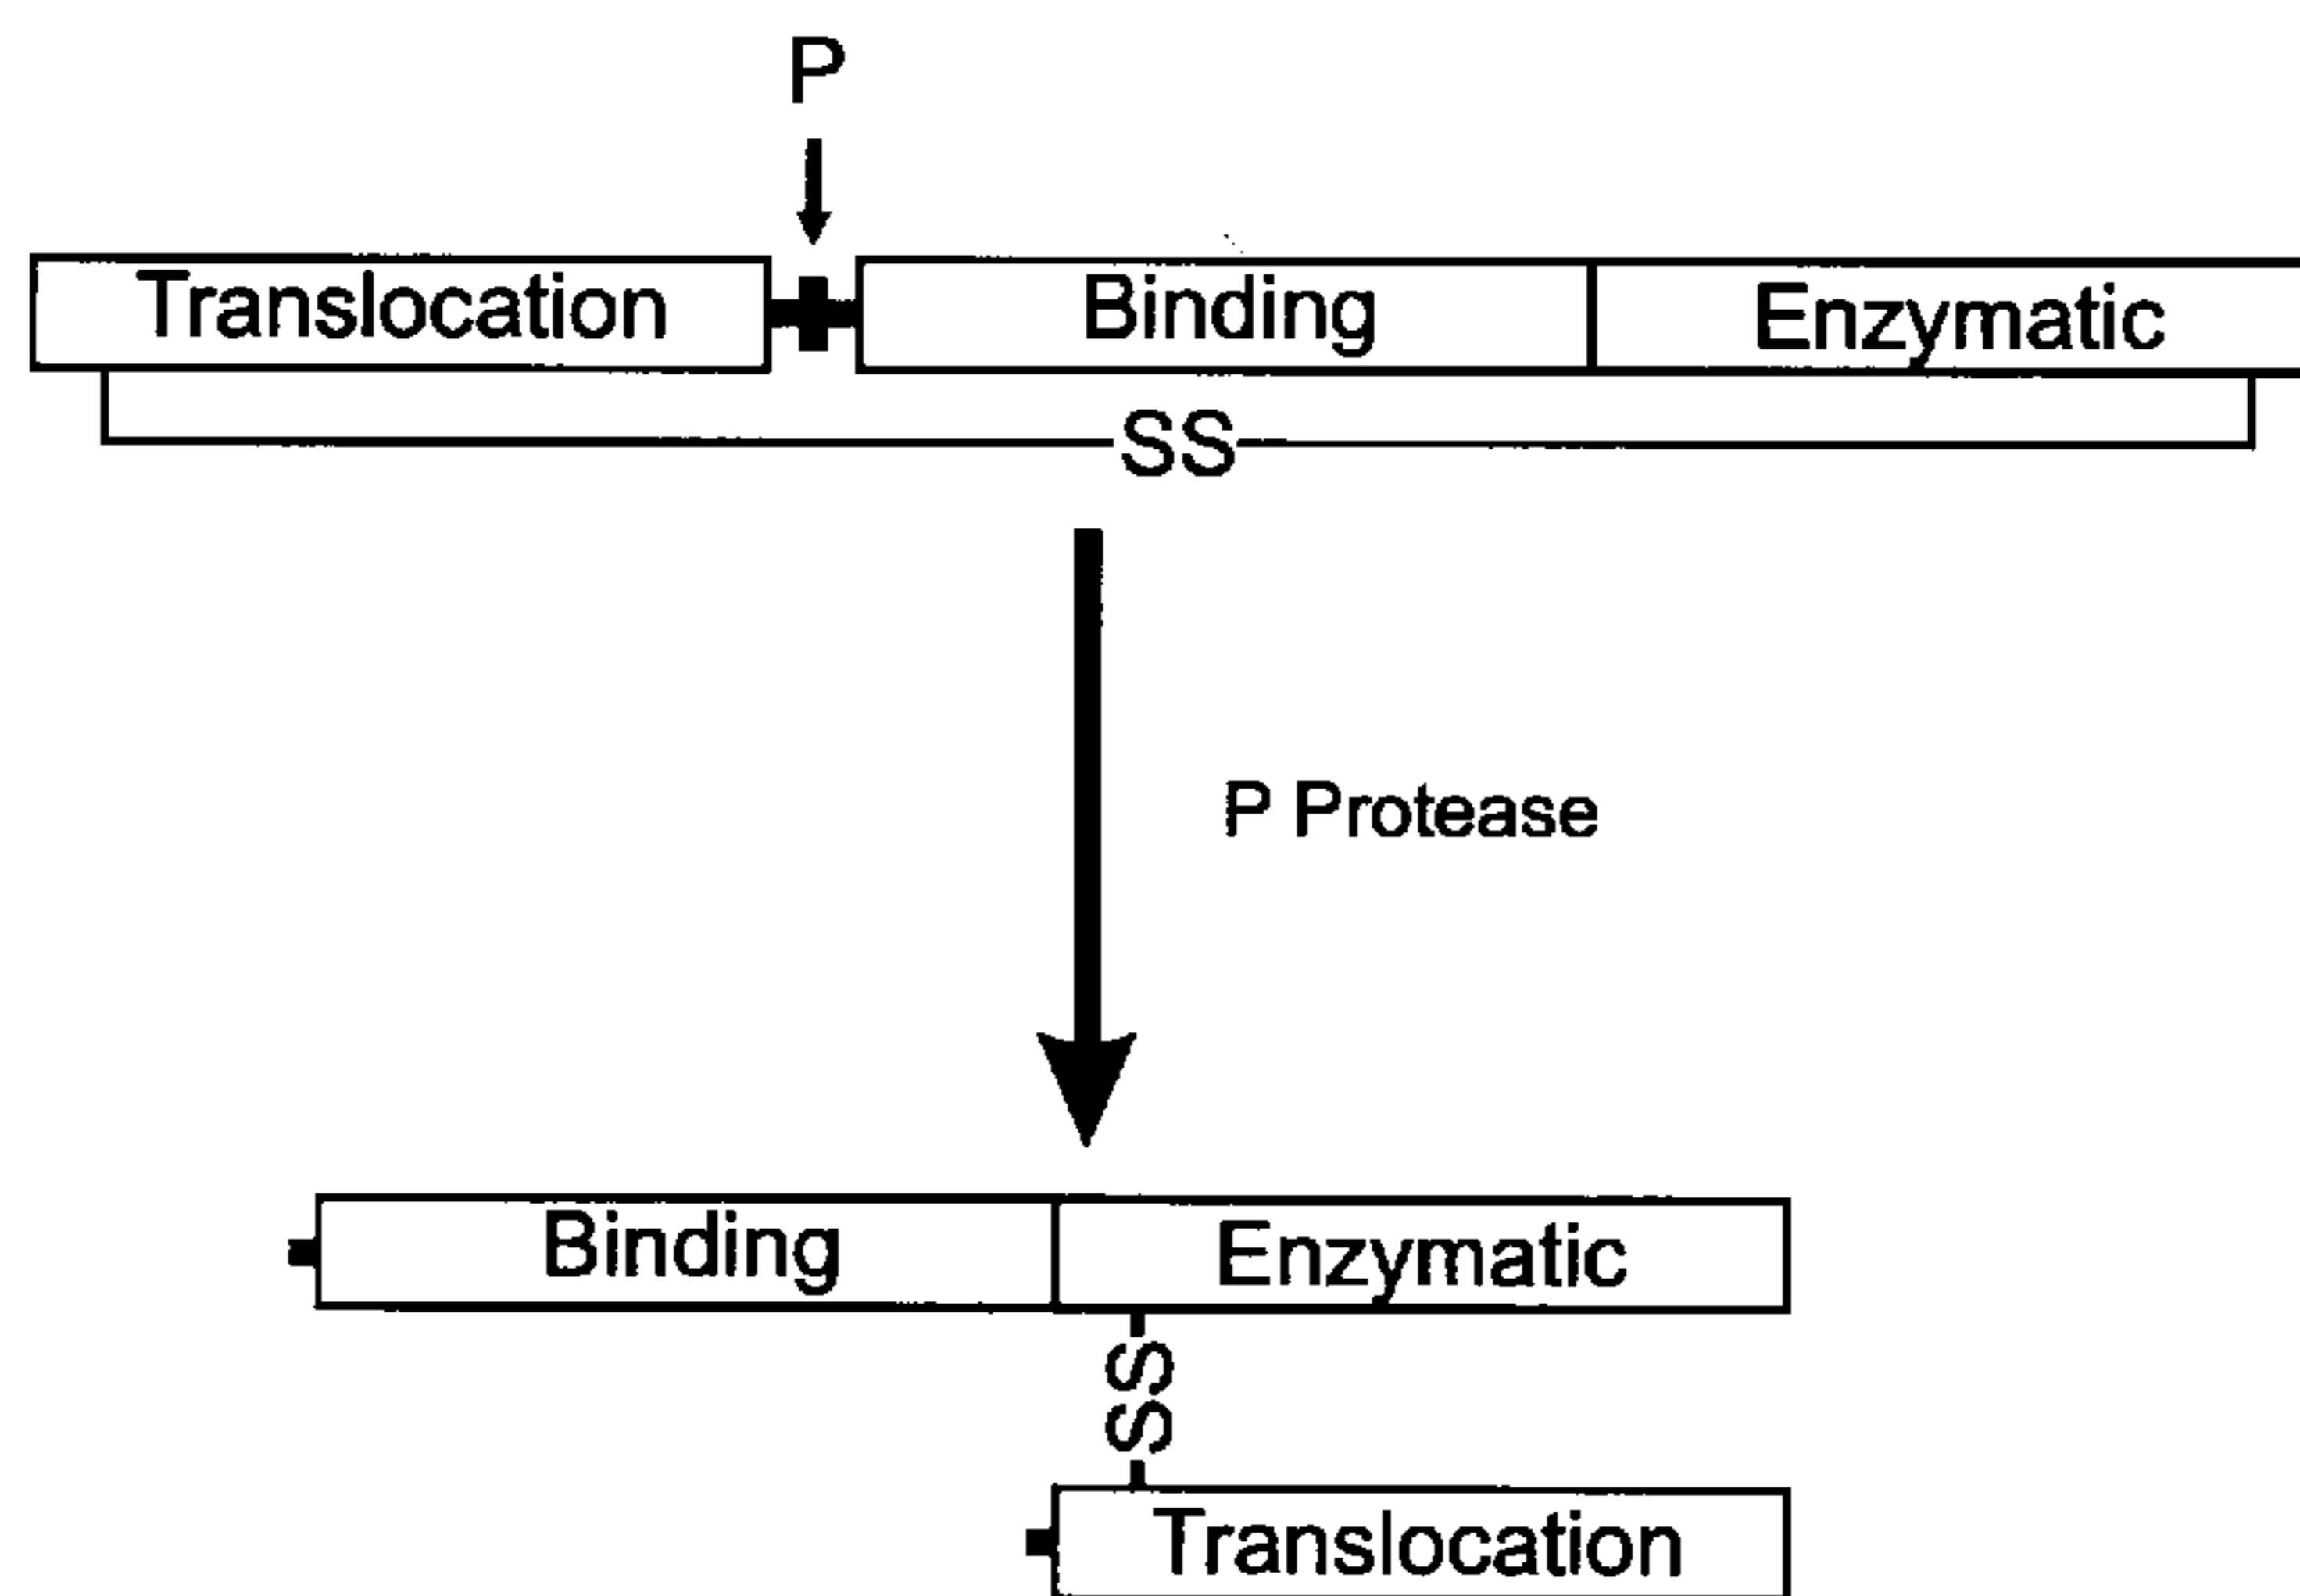 P
Translocation Binding Enzymatic
SS
P Protease
Binding Enzymatic
SS
Translocation